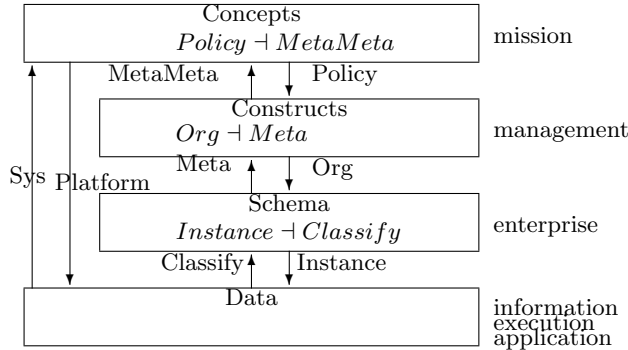 Concepts
Policy ⊣ MetaMeta
mission
MetaMeta
Policy
Constructs
Org ⊣ Meta
management
Meta
Org
Sys
Platform
Schema
Instance ⊣ Classify
enterprise
Classify
Instance
Data
information
execution
application